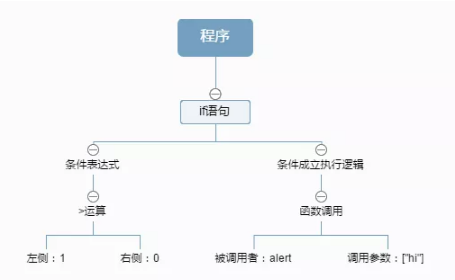 程序
if语句
条件表达式
条件成立执行逻辑
>运算
函数调用
左侧：1
右侧：0
被调用者：alert
调用参数：["hi"]